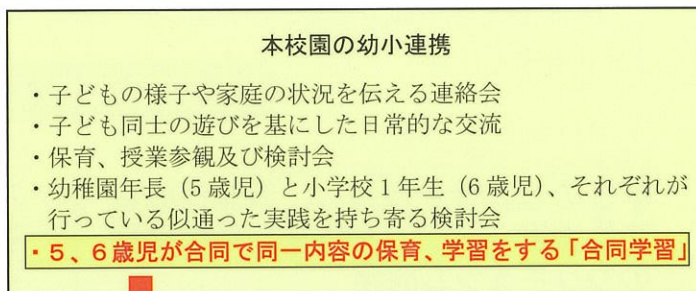 本校園の幼小連携
・子どもの様子や家庭の状況を伝える連絡会
・子ども同士の遊びを基にした日常的な交流
・保育、授業参観及び検討会
・幼稚園年長（5歳児）と小学校1年生（6歳児）、それぞれが
行っている似通った実践を持ち寄る検討会
・5、6歳児が合同で同一内容の保育、学習をする「合同学習」